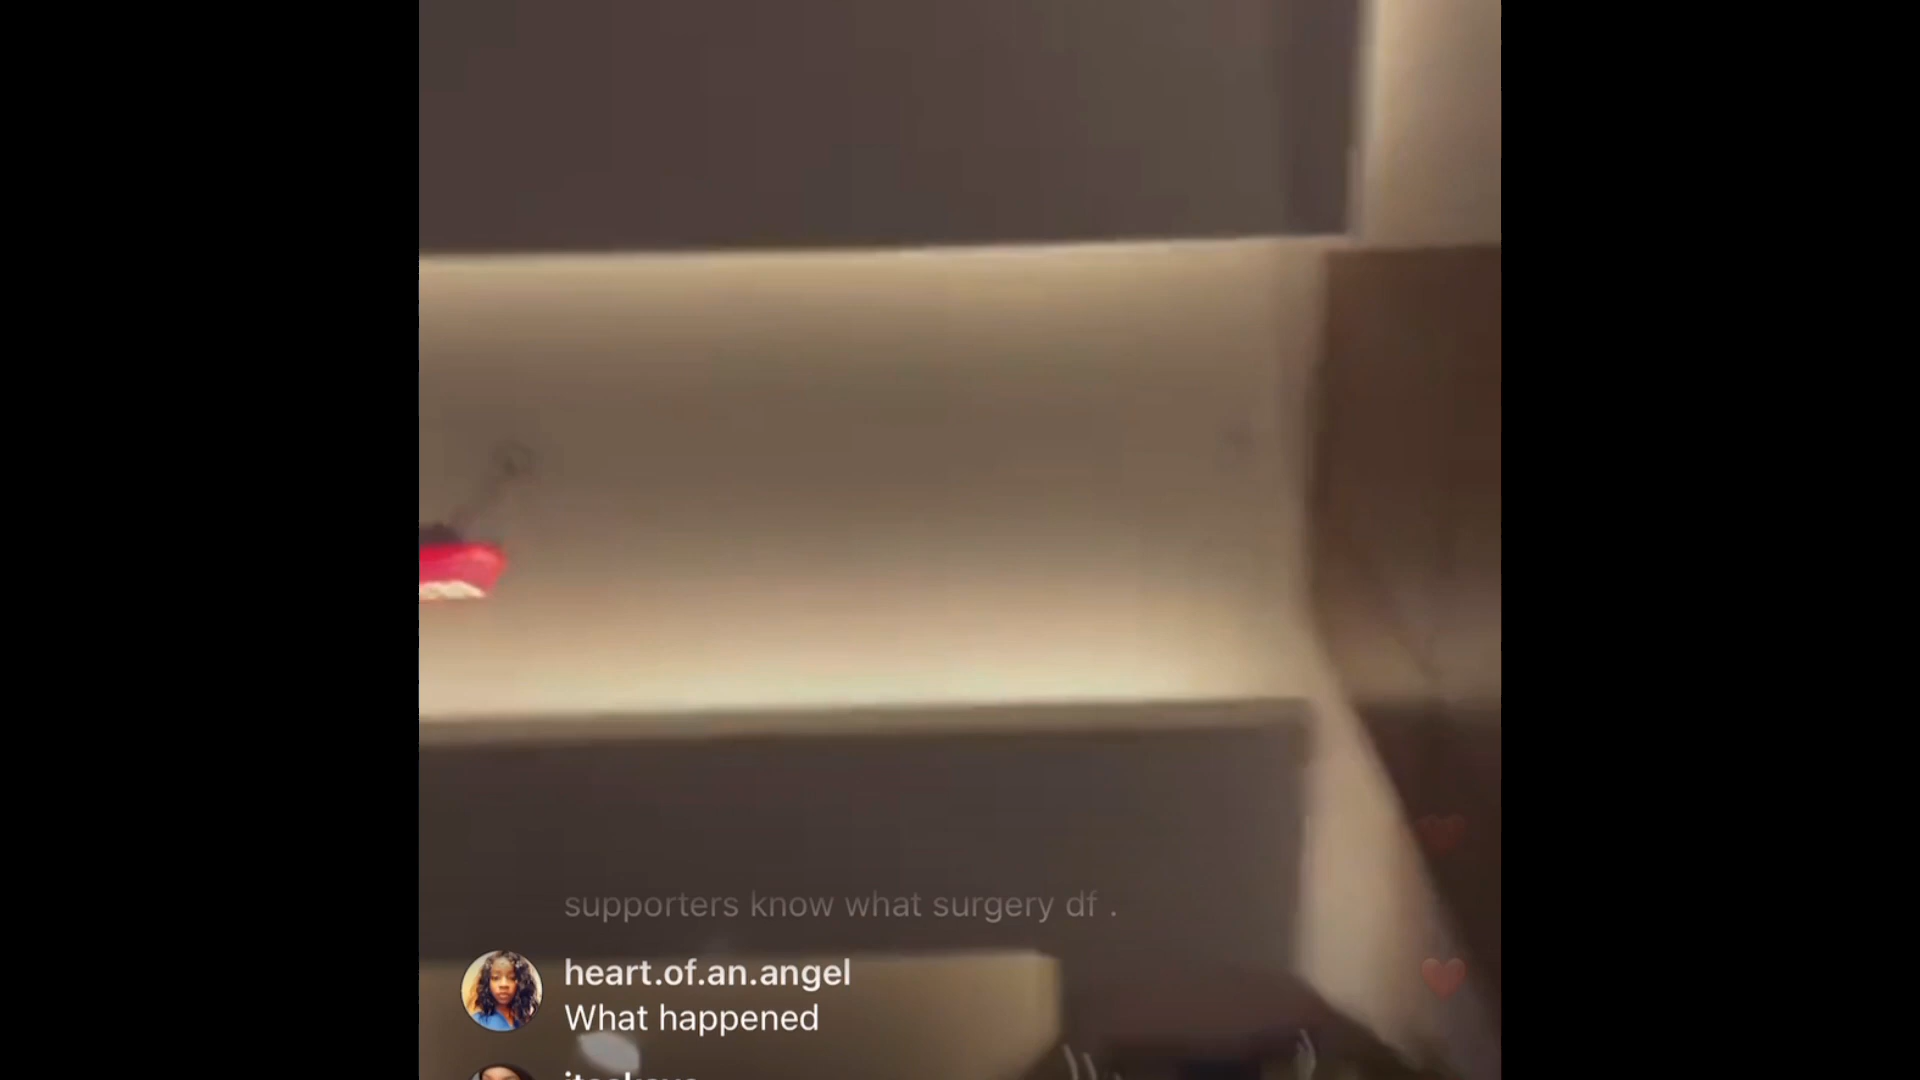 supporters know what surgery df .
heart.of.an.angel
What happened